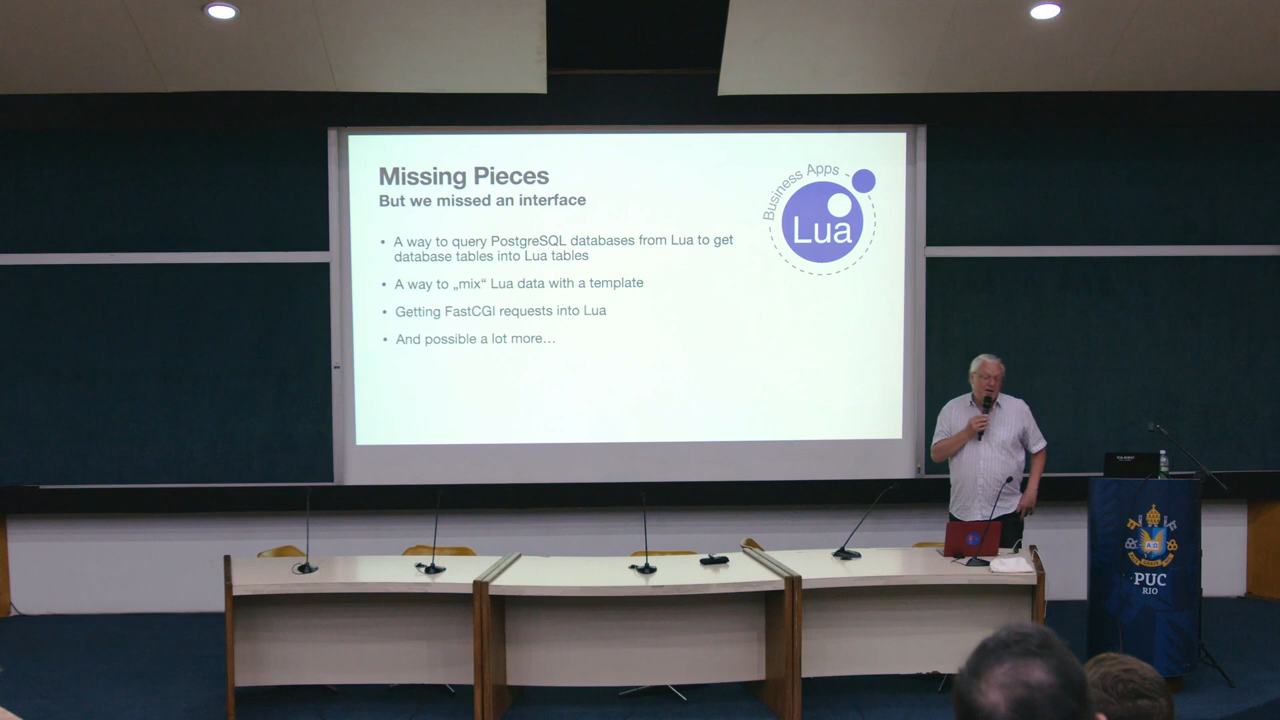 Missing Pieces
But we missed an interface
• A way to query PostgreSQL databases from Lua to get
database tables into Lua tables
• A way to „mix“ Lua data with a template
• Getting FastCGI requests into Lua
• And possible a lot more…
Business Apps
Lua
PUC
RIO